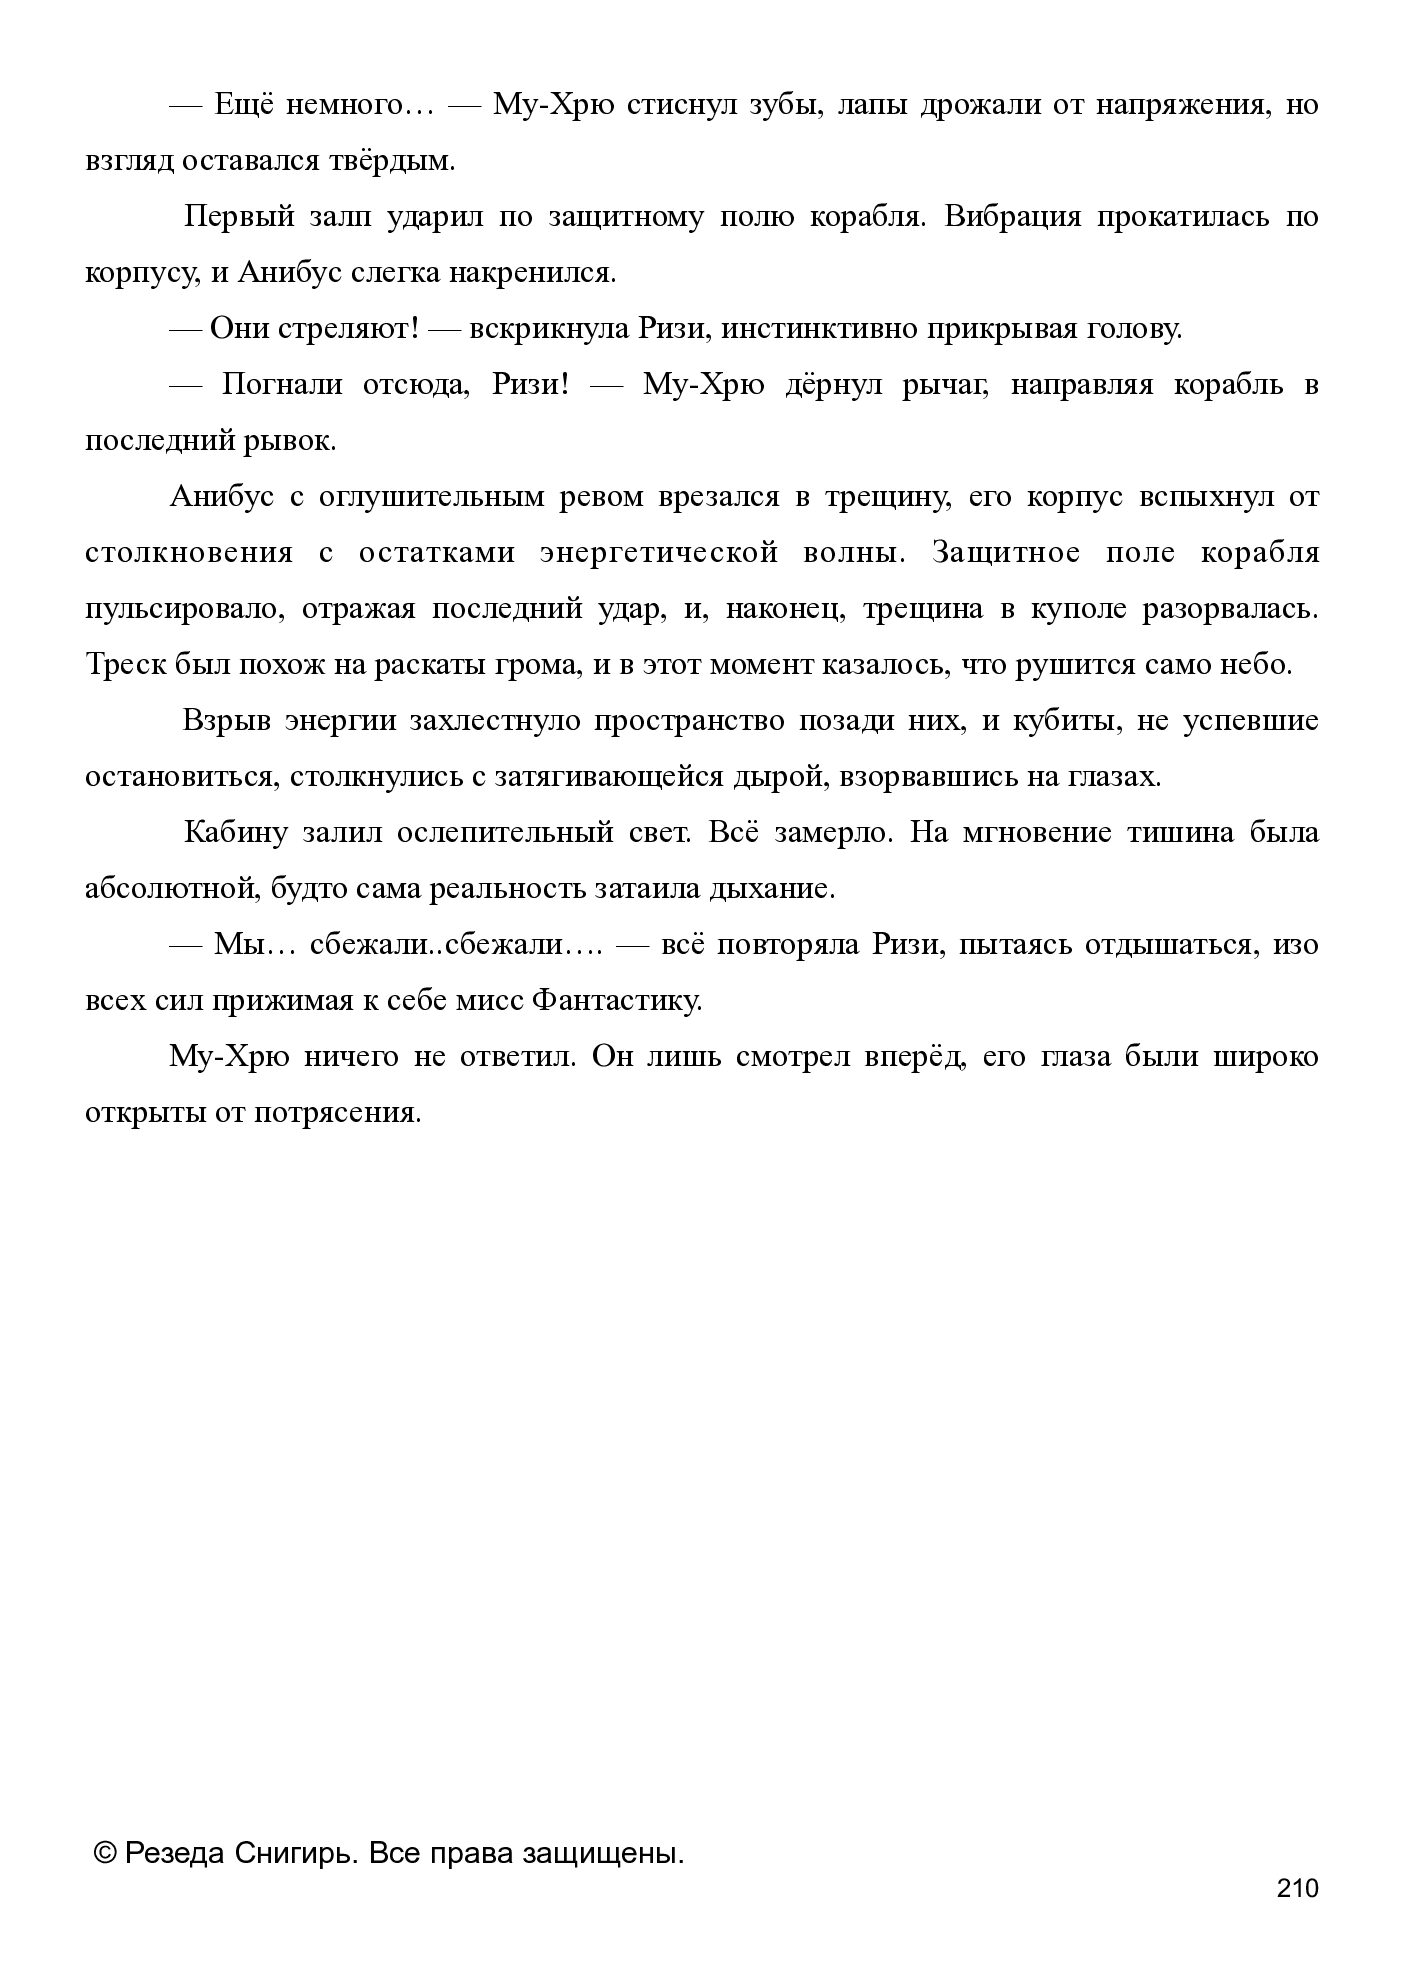 — Ещё немного… — Му-Хрю стиснул зубы, лапы дрожали от напряжения, но
взгляд оставался твёрдым.
Первый залп ударил по защитному полю корабля. Вибрация прокатилась по
корпусу, и Анибус слегка накренился.
— Они стреляют! — вскрикнула Ризи, инстинктивно прикрывая голову.
— Погнали отсюда, Ризи! — Му-Хрю дёрнул рычаг, направляя корабль в
последний рывок.
Анибус с оглушительным ревом врезался в трещину, его корпус вспыхнул от
столкновения с остатками энергетической волны. Защитное поле корабля
пульсировало, отражая последний удар, и, наконец, трещина в куполе разорвалась.
Треск был похож на раскаты грома, и в этот момент казалось, что рушится само небо.
Взрыв энергии захлестнуло пространство позади них, и кубиты, не успевшие
остановиться, столкнулись с затягивающейся дырой, взорвавшись на глазах.
Кабину залил ослепительный свет. Всё замерло. На мгновение тишина была
абсолютной, будто сама реальность затаила дыхание.
— Мы… сбежали..сбежали…. — всё повторяла Ризи, пытаясь отдышаться, изо
всех сил прижимая к себе мисс Фантастику.
Му-Хрю ничего не ответил. Он лишь смотрел вперёд, его глаза были широко
открыты от потрясения.
© Резеда Снигирь. Все права защищены.
210